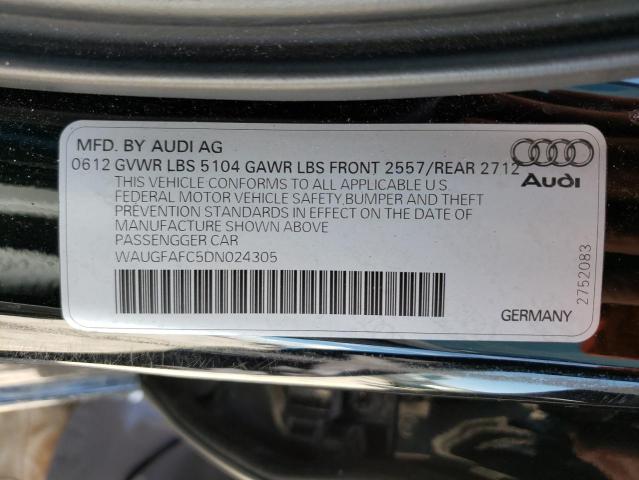 MFD. BY AUDI AG
0612 GVWR LBS 5104 GAWR LBS FRONT 2557/REAR 2712
THIS VEHICLE CONFORMS TO ALL APPLICABLE U.S
FEDERAL MOTOR VEHICLE SAFETY,BUMPER AND THEFT
PREVENTION STANDARDS IN EFFECT ON THE DATE OF
MANUFACTURE SHOWN ABOVE
PASSENGGER CAR
WAUGFAFC5DN024305
Audi
2752083
GERMANY